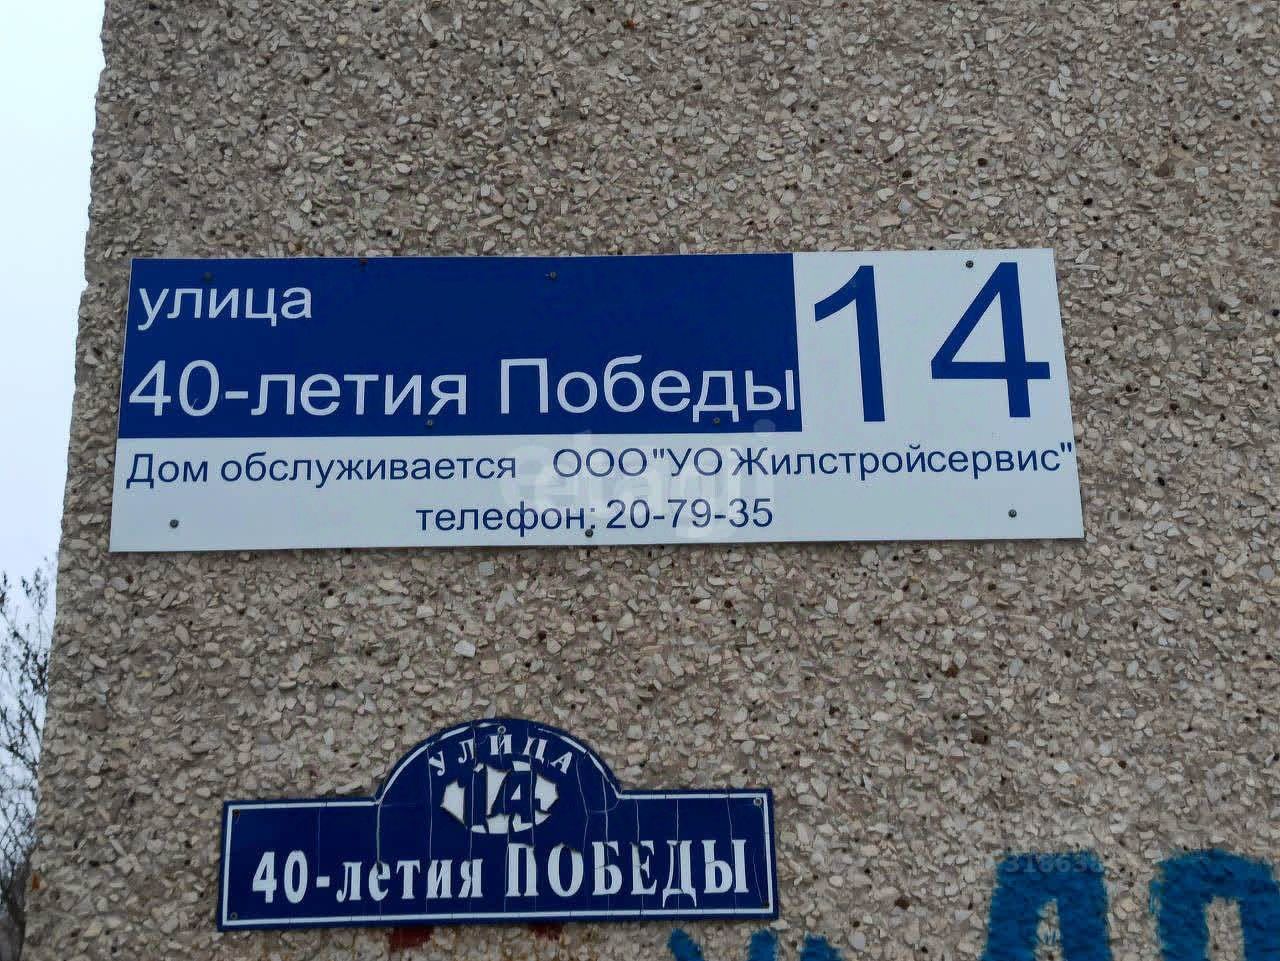 улица
40-летия Победы
14
Дом обслуживается ООО "УО Жилстройсервис"
телефон: 20-79-35
etagi
УЛИЦА
14
40-летия ПОБЕДЫ